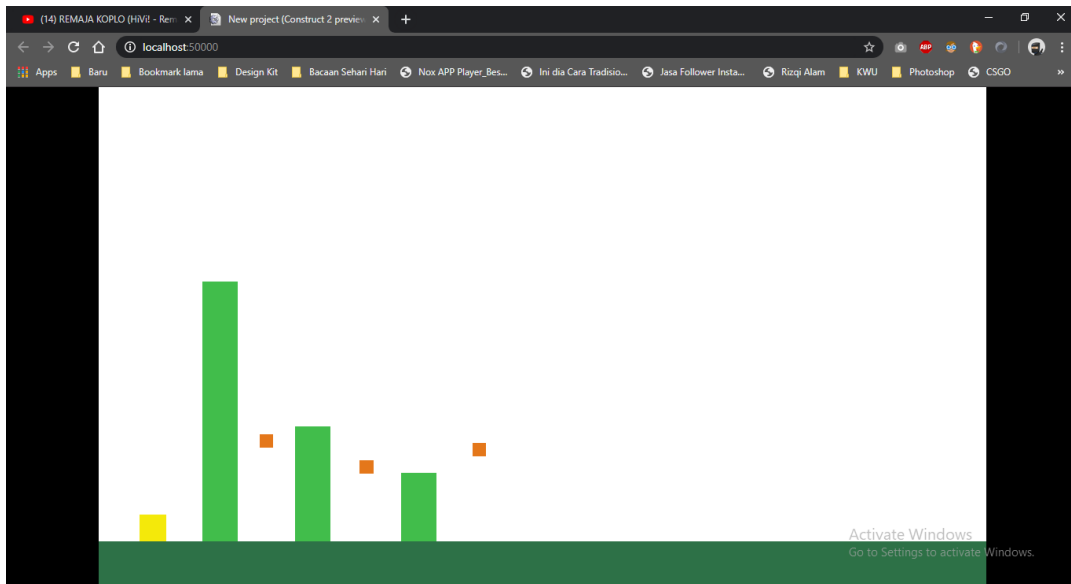 (14) REMAJA KOPLO (HiVi! - Rem
New project (Construct 2 preview
localhost:50000
ABP
Apps Baru Bookmark lama Design Kit Bacaan Sehari Hari Nox APP Player_Bes... Ini dia Cara Tradisio... Jasa Follower Insta... Rizqi Alam KWU Photoshop CSGO »
Activate Windows
Go to Settings to activate Windows.